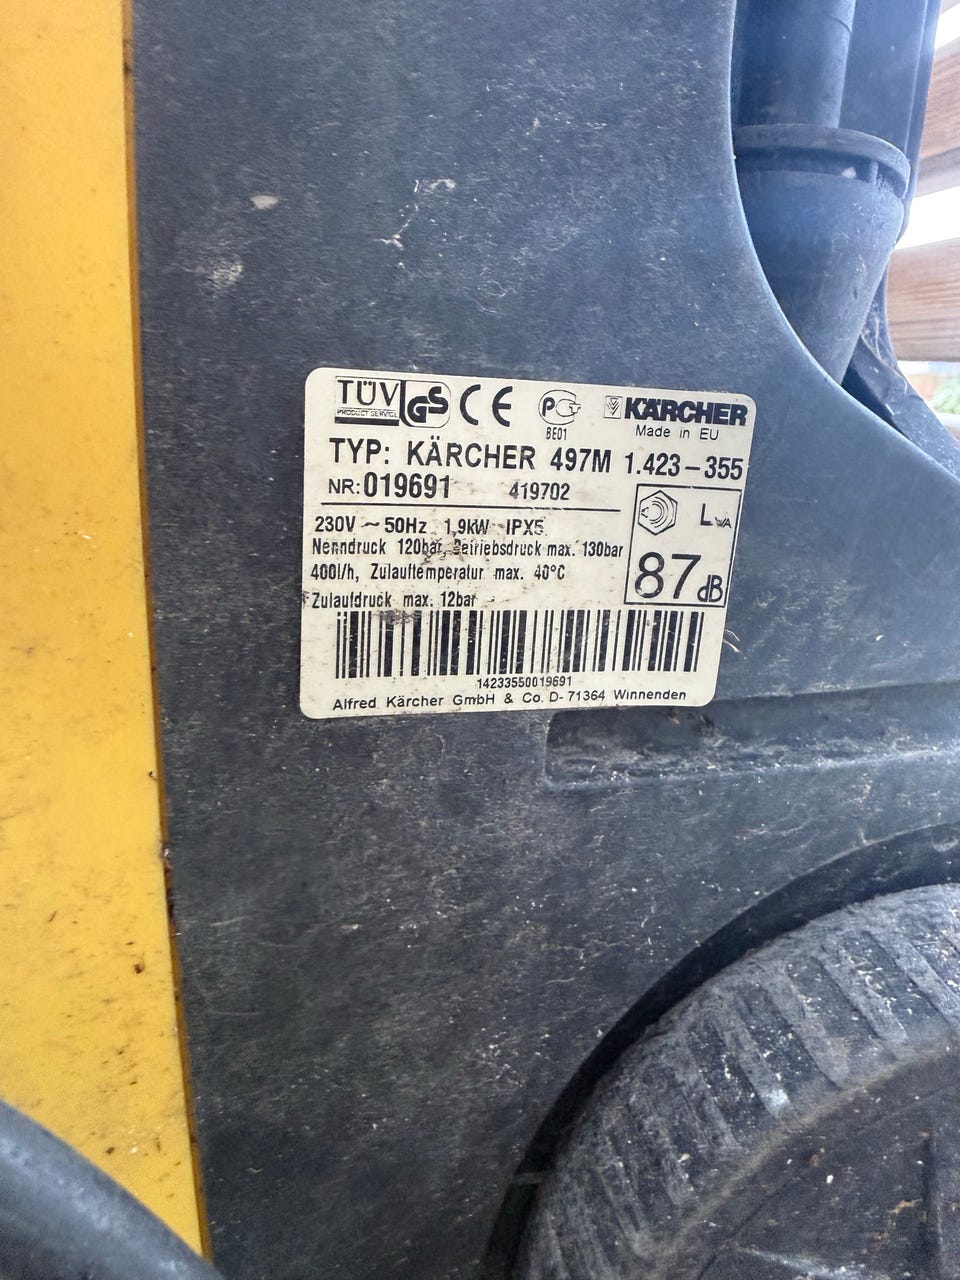 TÜV GS CE PG KÄRCHER
PRODUCT SERVICE BE01 Made in EU
TYP: KÄRCHER 497M 1.423-355
NR:019691 419702
230V ~ 50Hz 1,9kW IPX5
LWA
Nenndruck 120bar, Betriebsdruck max. 130bar
400l/h, Zulauftemperatur max. 40°C
87 dB
Zulaufdruck max. 12bar
14233550019691
Alfred Kärcher GmbH & Co. D-71364 Winnenden